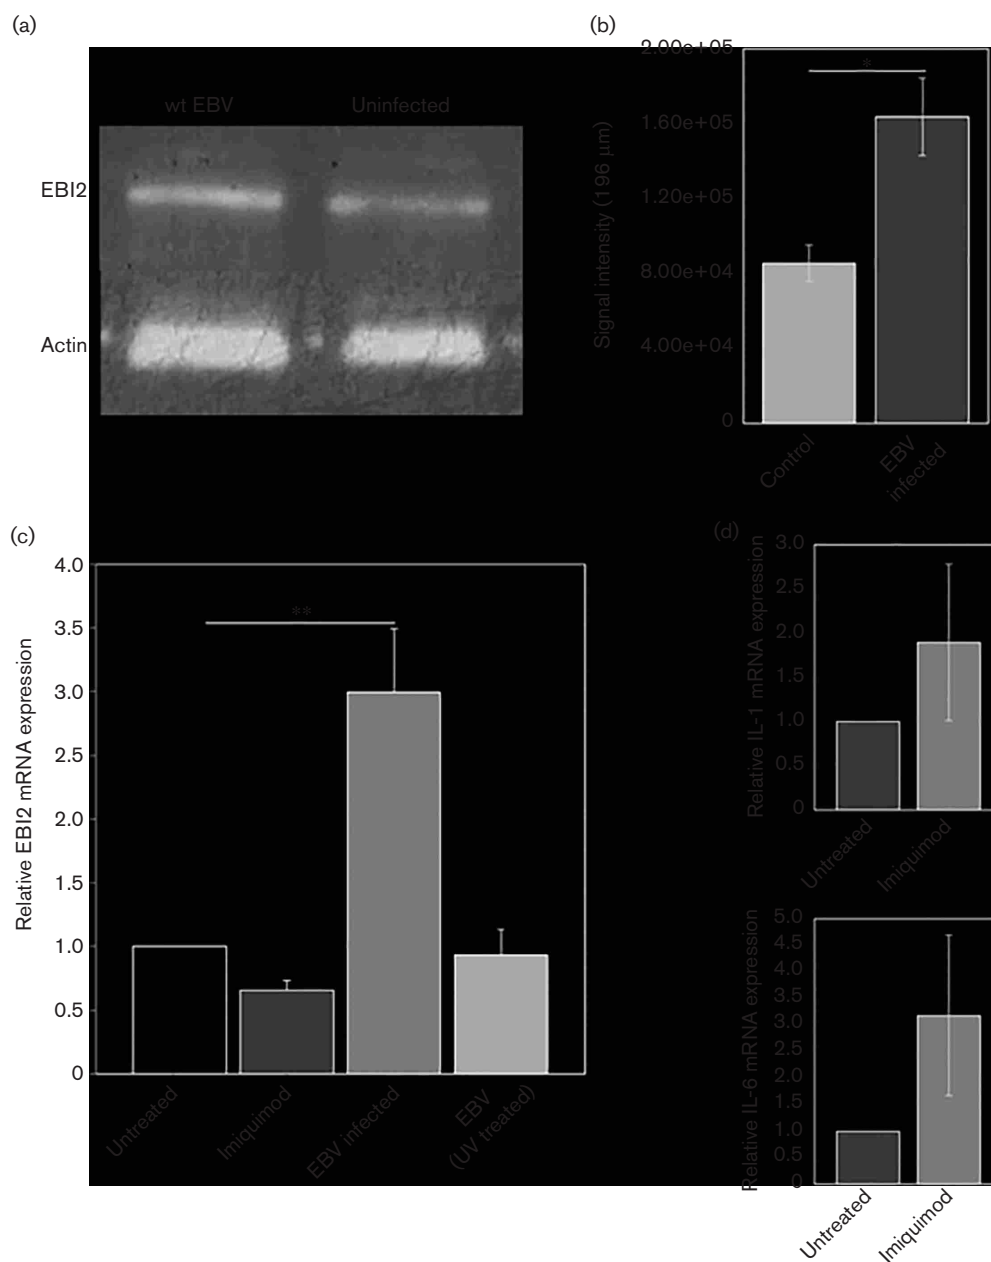 (a)
wt EBV Uninfected
EBI2
Actin
(b)
Signal intensity (196 µm)
2.00e+05
1.60e+05
1.20e+05
8.00e+04
4.00e+04
0
*
Control
EBV
infected
(c)
Relative EBI2 mRNA expression
4.0
3.5
3.0
2.5
2.0
1.5
1.0
0.5
0
**
Untreated
Imiquimod
EBV infected
EBV
(UV treated)
(d)
Relative IL-1 mRNA expression
3.0
2.5
2.0
1.5
1.0
0.5
0
Untreated
Imiquimod
Relative IL-6 mRNA expression
5.0
4.5
4.0
3.5
3.0
2.5
2.0
1.5
1.0
0.5
0
Untreated
Imiquimod